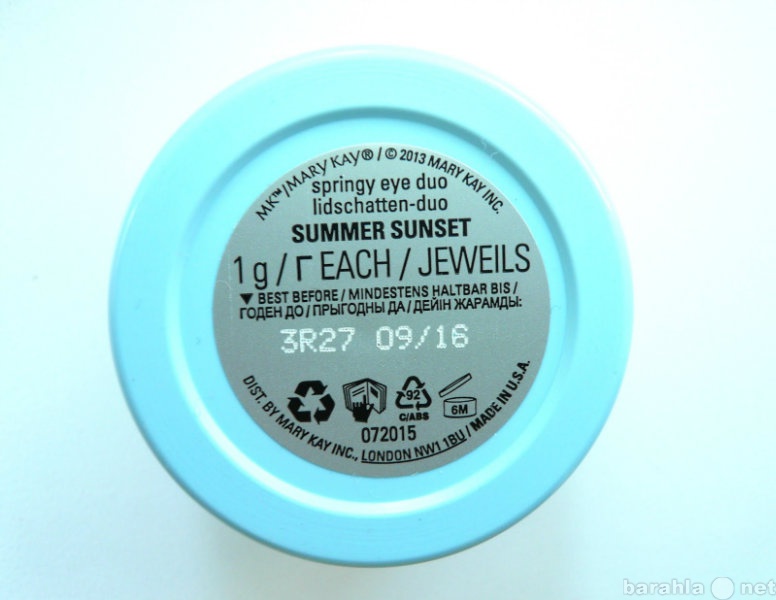 MK™/MARY KAY® / © 2013 MARY KAY INC.
springy eye duo
lidschatten-duo
SUMMER SUNSET
1 g / Г EACH / JEWEILS
▼ BEST BEFORE / MINDESTENS HALTBAR BIS /
ГОДЕН ДО / ПРЫГОДНЫ ДА / ДЕЙІН ЖАРАМДЫ:
3R27 09/16
92
C/ABS
6M
072015
DIST. BY MARY KAY INC., LONDON NW1 1BU / MADE IN U.S.A.
barahla net